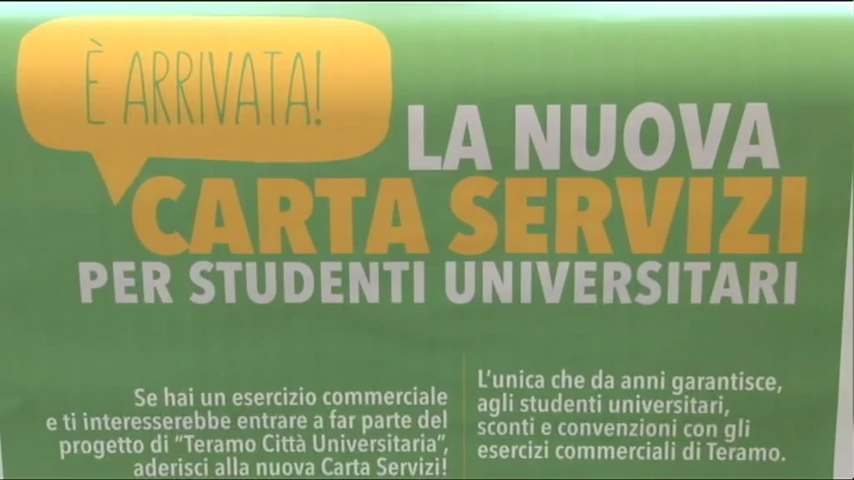 È ARRIVATA!
LA NUOVA
CARTA SERVIZI
PER STUDENTI UNIVERSITARI
Se hai un esercizio commerciale
e ti interesserebbe entrare a far parte del
progetto di "Teramo Città Universitaria",
aderisci alla nuova Carta Servizi!
L'unica che da anni garantisce,
agli studenti universitari,
sconti e convenzioni con gli
esercizi commerciali di Teramo.